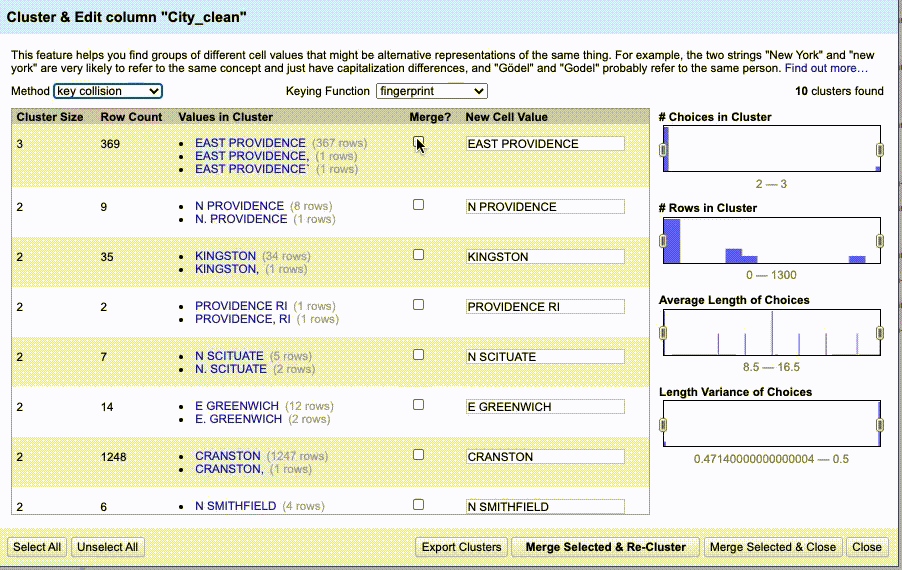 Cluster & Edit column "City_clean"
This feature helps you find groups of different cell values that might be alternative representations of the same thing. For example, the two strings "New York" and "new
york" are very likely to refer to the same concept and just have capitalization differences, and "Gödel" and "Godel" probably refer to the same person. Find out more…
Method key collision Keying Function fingerprint 10 clusters found
Cluster Size Row Count Values in Cluster Merge? New Cell Value
3 369 • EAST PROVIDENCE (367 rows) EAST PROVIDENCE
• EAST PROVIDENCE, (1 rows)
• EAST PROVIDENCE` (1 rows)
2 9 • N PROVIDENCE (8 rows) N PROVIDENCE
• N. PROVIDENCE (1 rows)
2 35 • KINGSTON (34 rows) KINGSTON
• KINGSTON, (1 rows)
2 2 • PROVIDENCE RI (1 rows) PROVIDENCE RI
• PROVIDENCE, RI (1 rows)
2 7 • N SCITUATE (5 rows) N SCITUATE
• N. SCITUATE (2 rows)
2 14 • E GREENWICH (12 rows) E GREENWICH
• E. GREENWICH (2 rows)
2 1248 • CRANSTON (1247 rows) CRANSTON
• CRANSTON, (1 rows)
2 6 • N SMITHFIELD (4 rows) N SMITHFIELD
# Choices in Cluster
2 — 3
# Rows in Cluster
0 — 1300
Average Length of Choices
8.5 — 16.5
Length Variance of Choices
0.47140000000000004 — 0.5
Select All Unselect All Export Clusters Merge Selected & Re-Cluster Merge Selected & Close Close